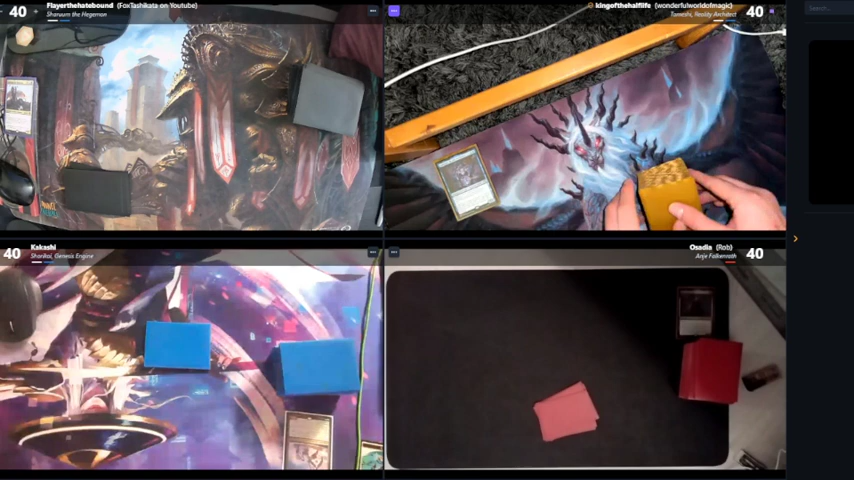 40
Flayerthehatebound (FoxTashikata on Youtube)
Sharuum the Hegemon
kingofthehalflife (wonderfulworldofmagic)
Tameshi, Reality Architect
40
40
Kakashi
Shorikai, Genesis Engine
Osadia (Rob)
Anje Falkenrath
40
Search...